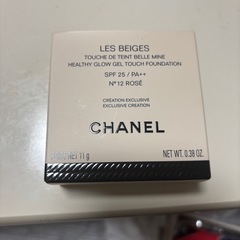 LES BEIGES
TOUCHE DE TEINT BELLE MINE
HEALTHY GLOW GEL TOUCH FOUNDATION
SPF 25 / PA++
N°12 ROSÉ
CRÉATION EXCLUSIVE
EXCLUSIVE CREATION
CHANEL
11 g
NET WT. 0.38 OZ.